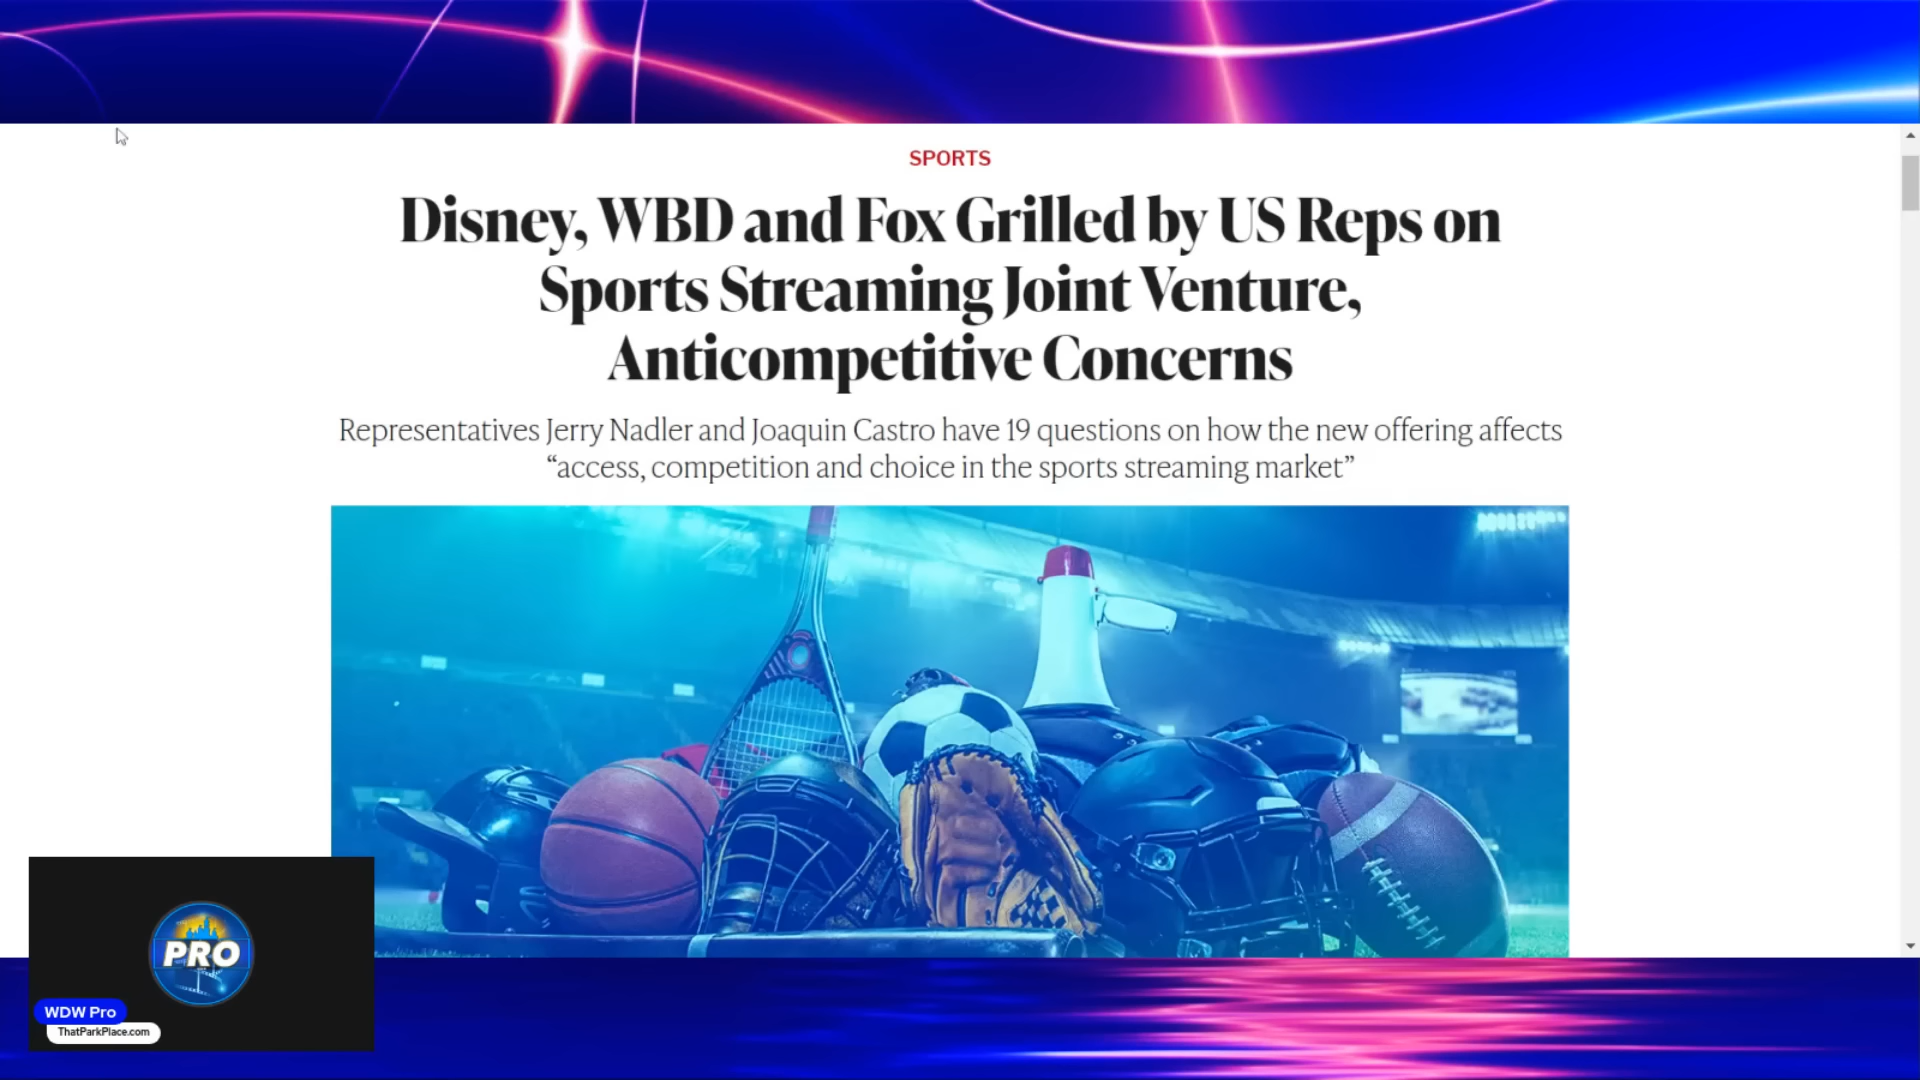 SPORTS
Disney, WBD and Fox Grilled by US Reps on
Sports Streaming Joint Venture,
Anticompetitive Concerns
Representatives Jerry Nadler and Joaquin Castro have 19 questions on how the new offering affects
“access, competition and choice in the sports streaming market”
PRO
WDW Pro
ThatParkPlace.com